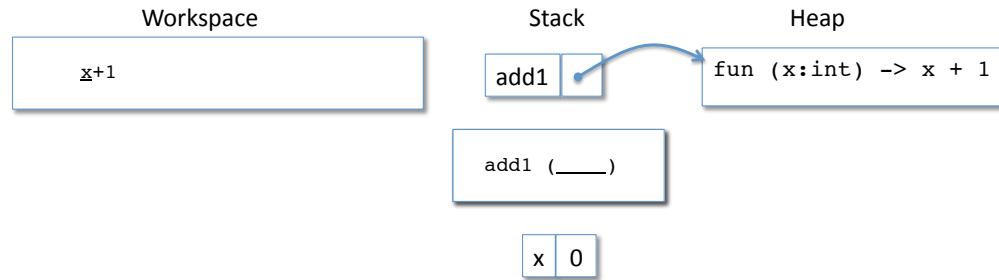 Workspace
Stack
Heap
x+1
add1
fun (x:int) -> x + 1
add1 (____)
x 0